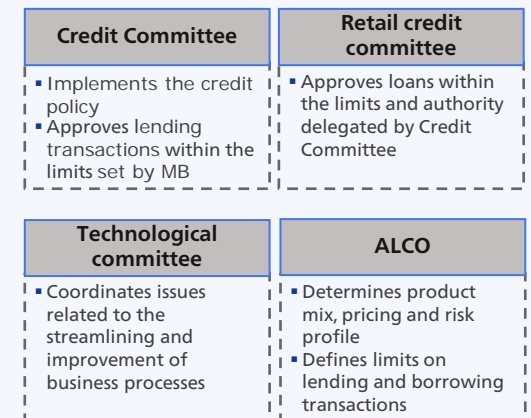 Credit Committee
▪ Implements the credit
policy
▪ Approves lending
transactions within the
limits set by MB
Retail credit
committee
▪ Approves loans within
the limits and authority
delegated by Credit
Committee
Technological
committee
▪ Coordinates issues
related to the
streamlining and
improvement of
business processes
ALCO
▪ Determines product
mix, pricing and risk
profile
▪ Defines limits on
lending and borrowing
transactions